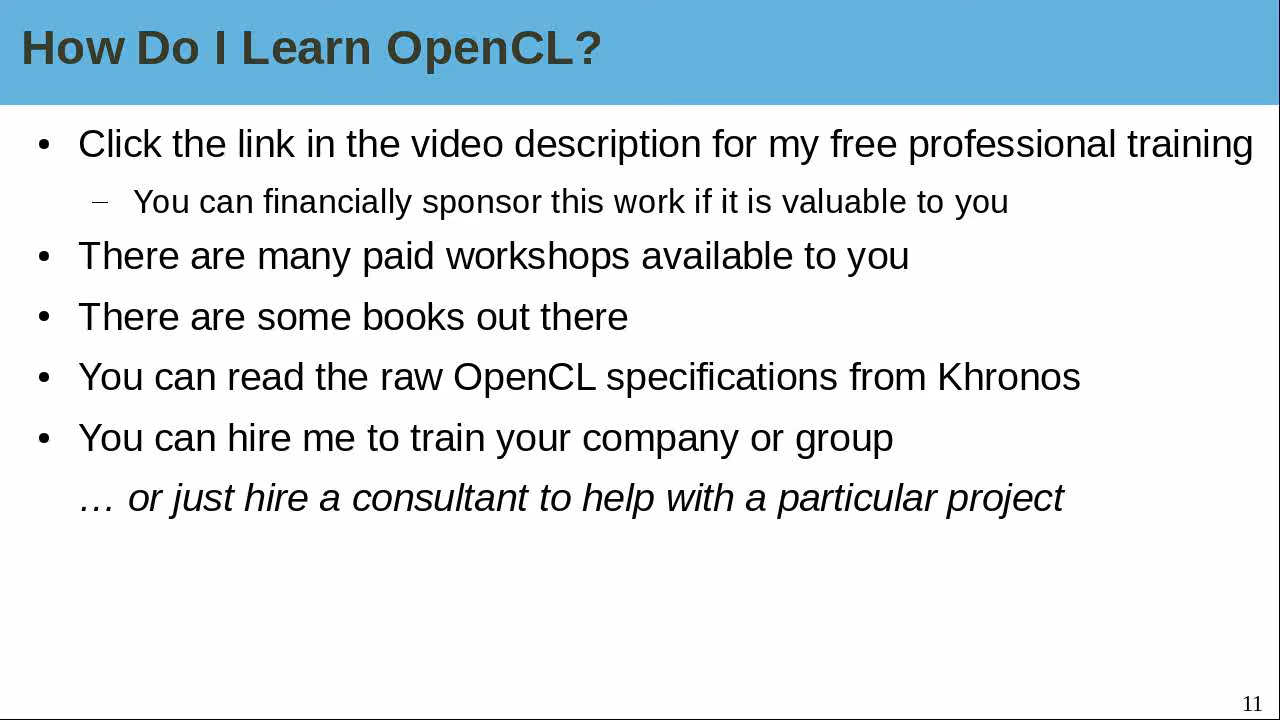 How Do I Learn OpenCL?
• Click the link in the video description for my free professional training
– You can financially sponsor this work if it is valuable to you
• There are many paid workshops available to you
• There are some books out there
• You can read the raw OpenCL specifications from Khronos
• You can hire me to train your company or group
… or just hire a consultant to help with a particular project
11